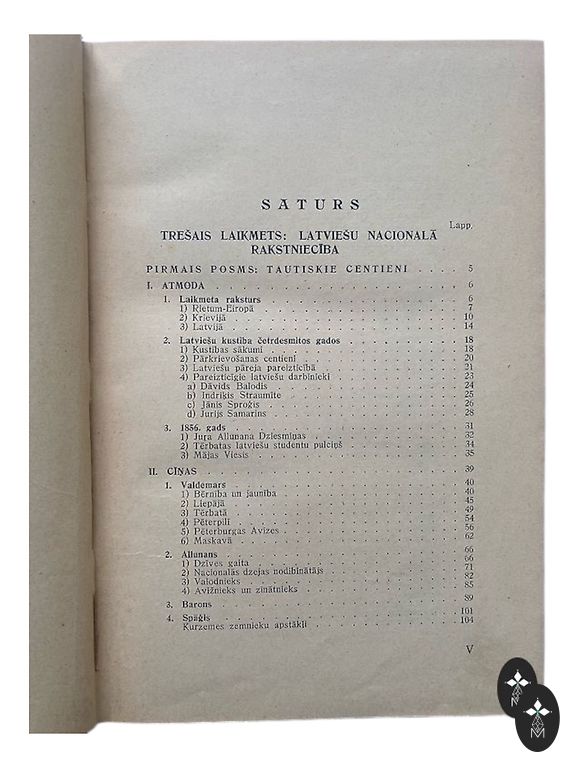 SATURS
Lapp.
TREŠAIS LAIKMETS: LATVIEŠU NACIONALĀ
RAKSTNIECĪBA
PIRMAIS POSMS: TAUTISKIE CENTIENI . . . . 5
I. ATMODA . . . . 6
1. Laikmeta raksturs . . . . 6
1) Rietum-Eiropā . . . . 7
2) Krievijā . . . . 10
3) Latvijā . . . . 14
2. Latviešu kustība četrdesmitos gados . . . . 18
1) Kustības sākumi . . . . 18
2) Pārkrievošanas centieni . . . . 20
3) Latviešu pāreja pareizticībā . . . . 21
4) Pareizticīgie latviešu darbinieki . . . . 23
a) Dāvids Balodis . . . . 24
b) Indriķis Straumīte . . . . 25
c) Jānis Sproģis . . . . 26
d) Jurijs Samarins . . . . 28
3. 1856. gads . . . . 31
1) Jura Allunana Dziesmiņas . . . . 32
2) Tērbatas latviešu studentu pulciņš . . . . 34
3) Mājas Viesis . . . . 35
II. CĪŅAS . . . . 39
1. Valdemars . . . . 40
1) Bērnība un jaunība . . . . 40
2) Liepājā . . . . 45
3) Tērbatā . . . . 49
4) Pēterpilī . . . . 54
5) Pēterburgas Avizes . . . . 56
6) Maskavā . . . . 62
2. Allunans . . . . 66
1) Dzīves gaita . . . . 66
2) Nacionalās dzejas nodibinātājs . . . . 71
3) Valodnieks . . . . 82
4) Avižnieks un zinātnieks . . . . 85
3. Barons . . . . 89
4. Spāģis . . . . 101
Kurzemes zemnieku apstākļi . . . . 104
V